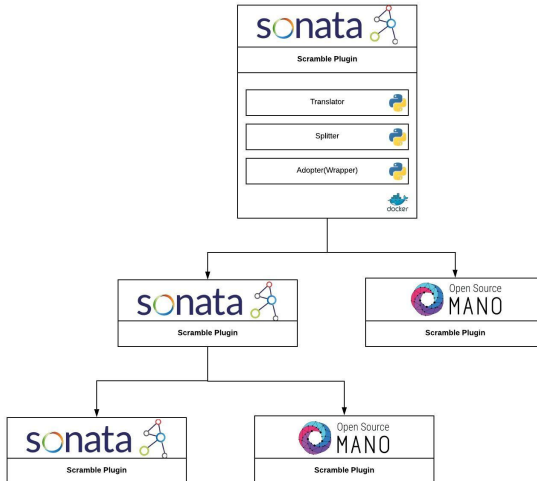 sonata
Scramble Plugin
Translator
Splitter
Adopter(Wrapper)
docker
sonata
Scramble Plugin
Open Source
MANO
Scramble Plugin
sonata
Scramble Plugin
Open Source
MANO
Scramble Plugin